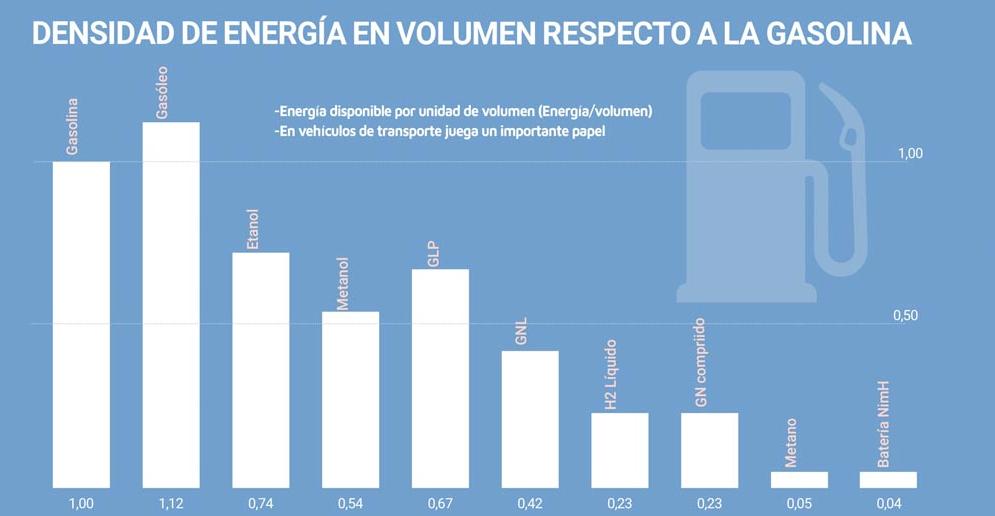 DENSIDAD DE ENERGÍA EN VOLUMEN RESPECTO A LA GASOLINA
-Energía disponible por unidad de volumen (Energía/volumen)
-En vehículos de transporte juega un importante papel
Gasolina
Gasóleo
Etanol
Metanol
GLP
GNL
H2 Líquido
GN compriido
Metano
Batería NimH
1,00
0,50
1,00
1,12
0,74
0,54
0,67
0,42
0,23
0,23
0,05
0,04